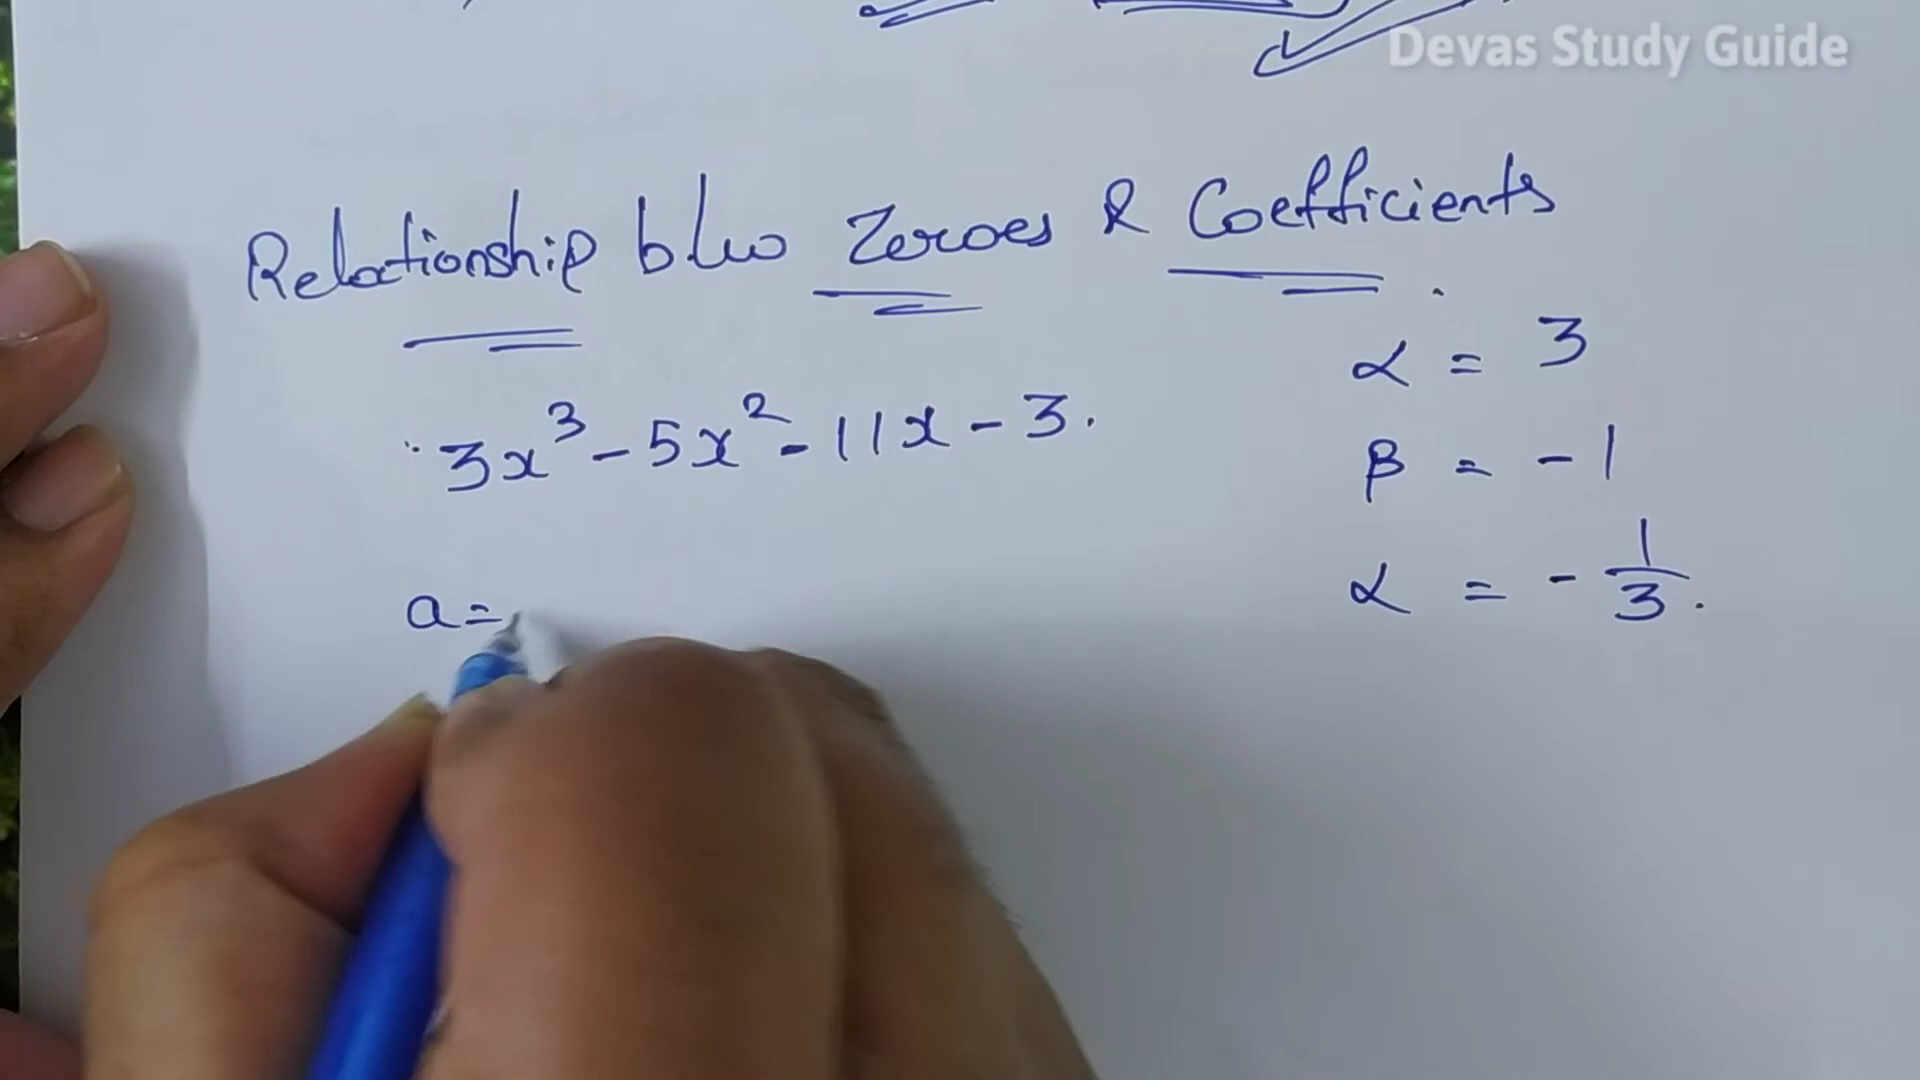 Devas Study Guide
Relationship b/w Zeroes & Coefficients
3x³ - 5x² - 11x - 3.
α = 3
β = -1
α = -1/3.
a =